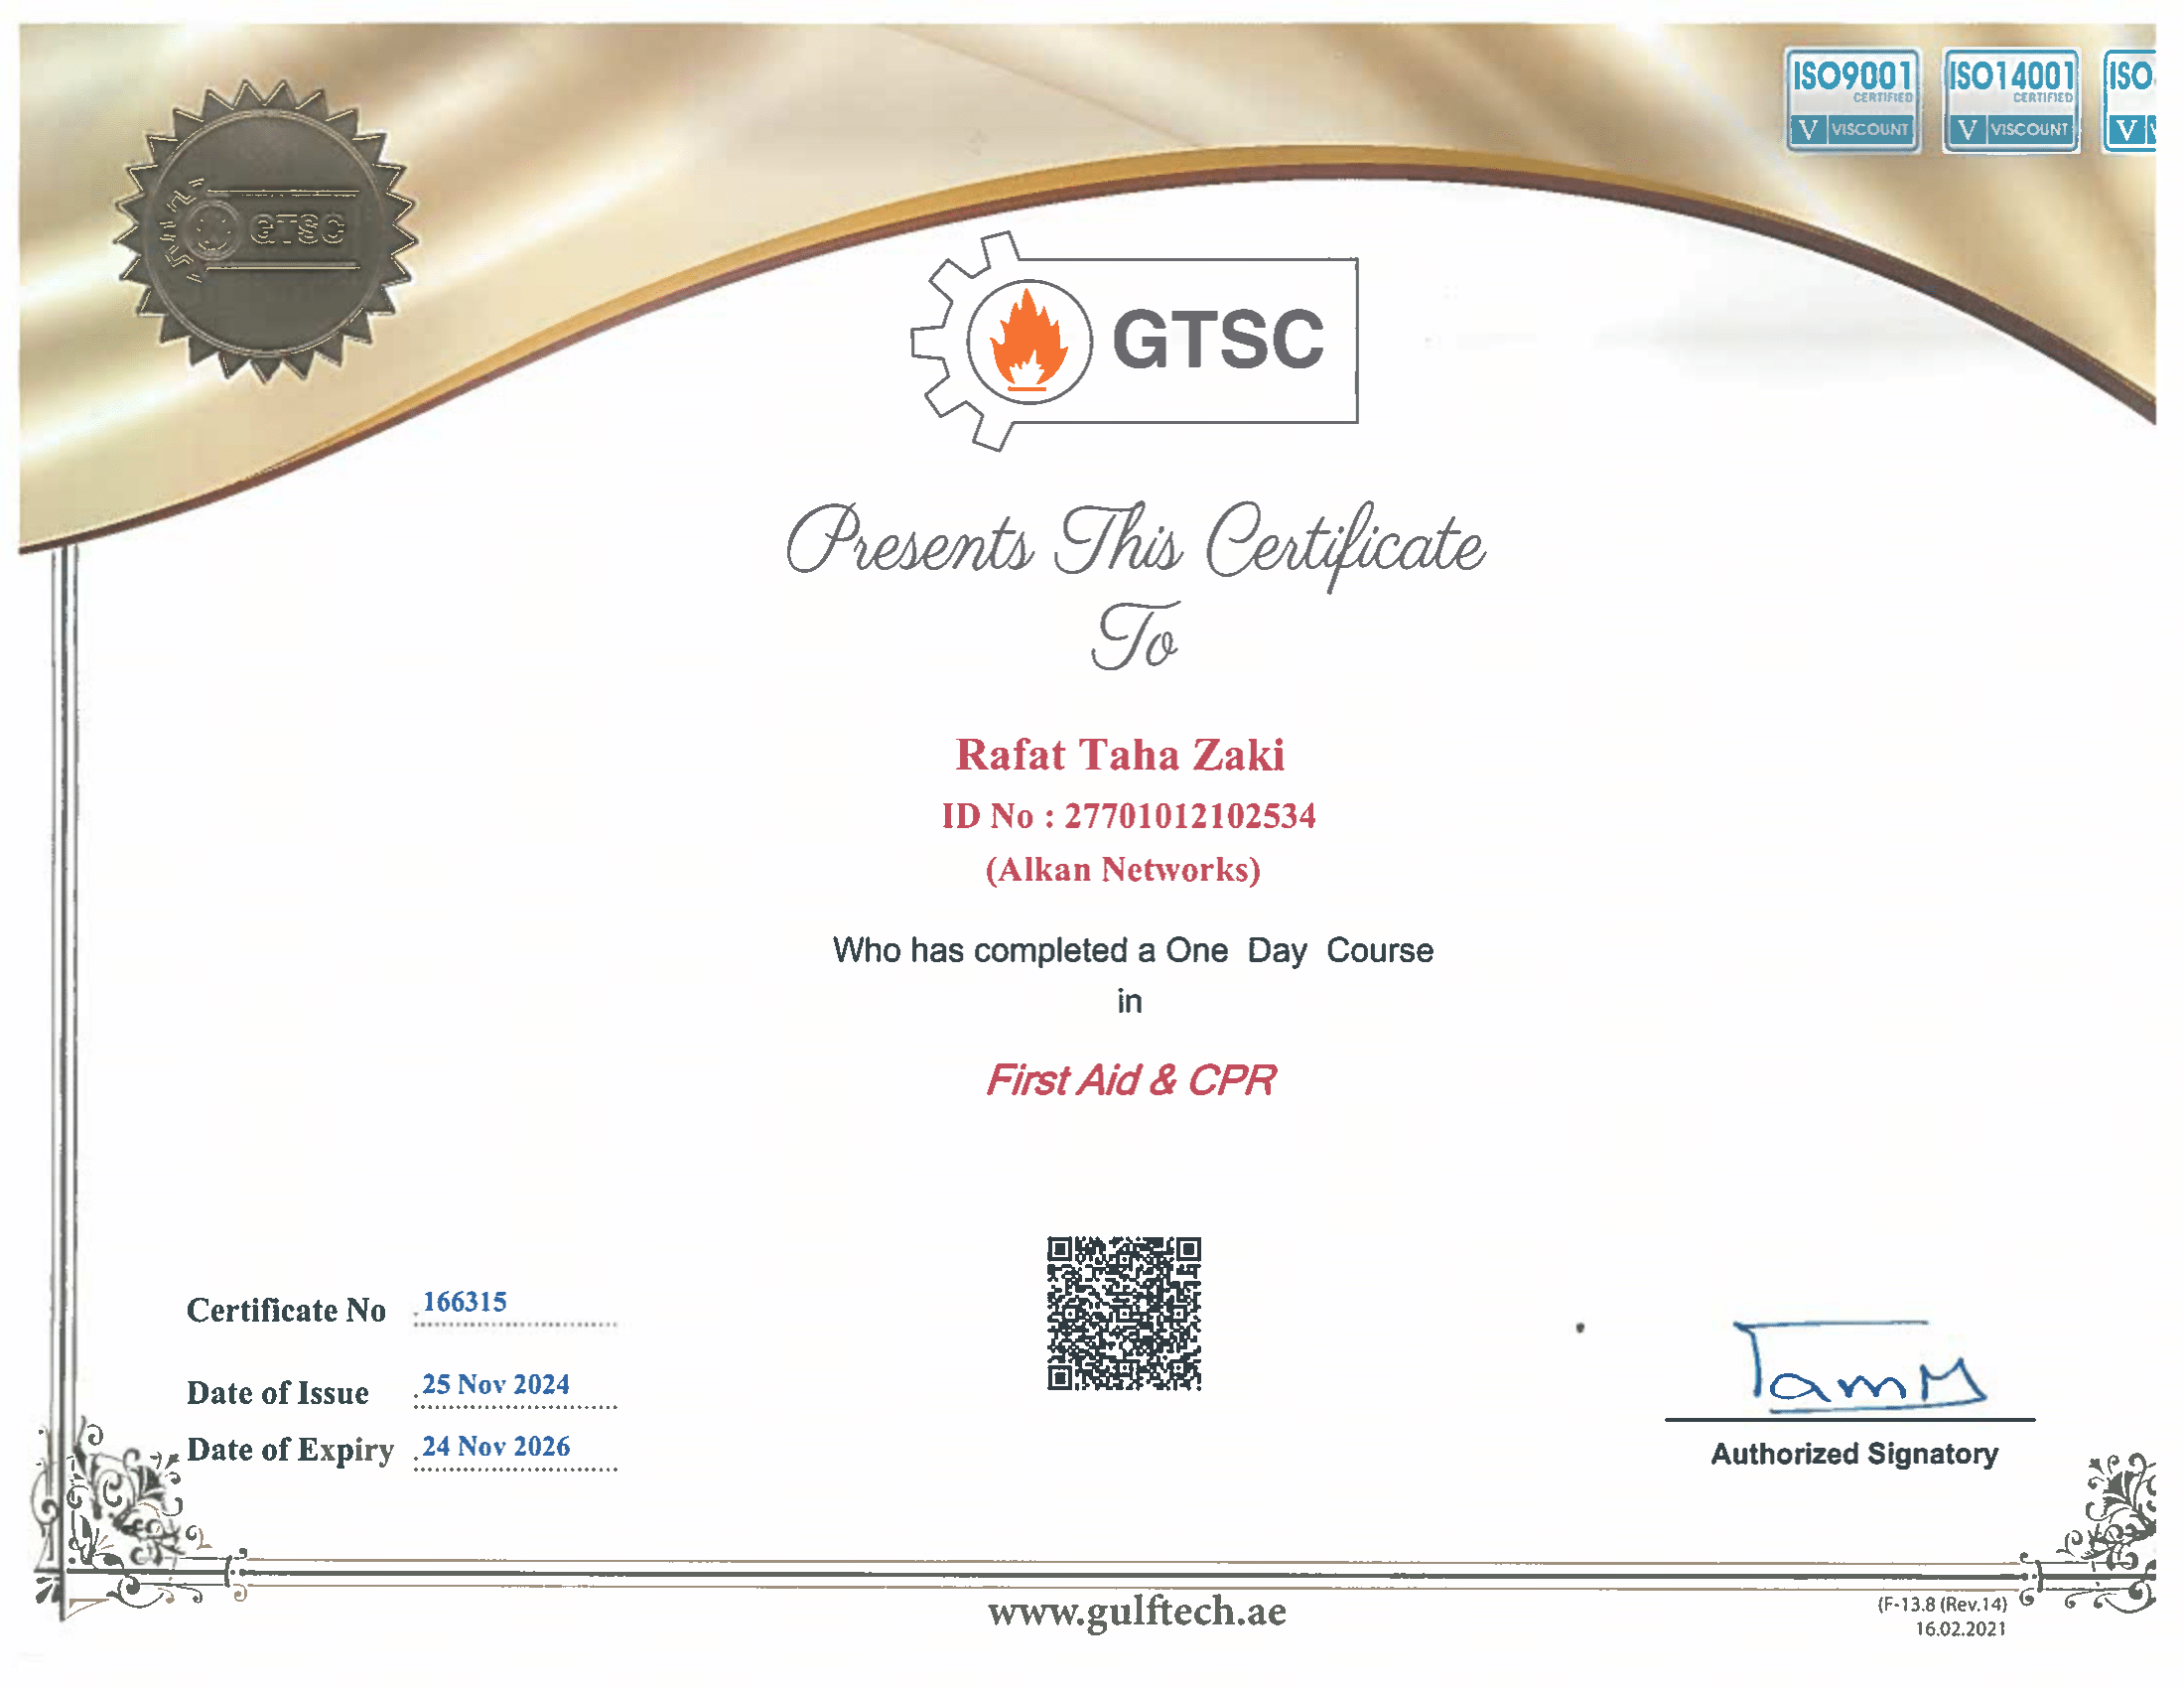 ISO9001
CERTIFIED
V VISCOUNT
ISO14001
CERTIFIED
V VISCOUNT
ISO
V
GTSC
GTSC
Presents This Certificate
To
Rafat Taha Zaki
ID No : 27701012102534
(Alkan Networks)
Who has completed a One Day Course
in
First Aid & CPR
Certificate No 166315
Date of Issue 25 Nov 2024
Date of Expiry 24 Nov 2026
TamM
Authorized Signatory
www.gulftech.ae
(F-13.8 (Rev.14)
16.02.2021